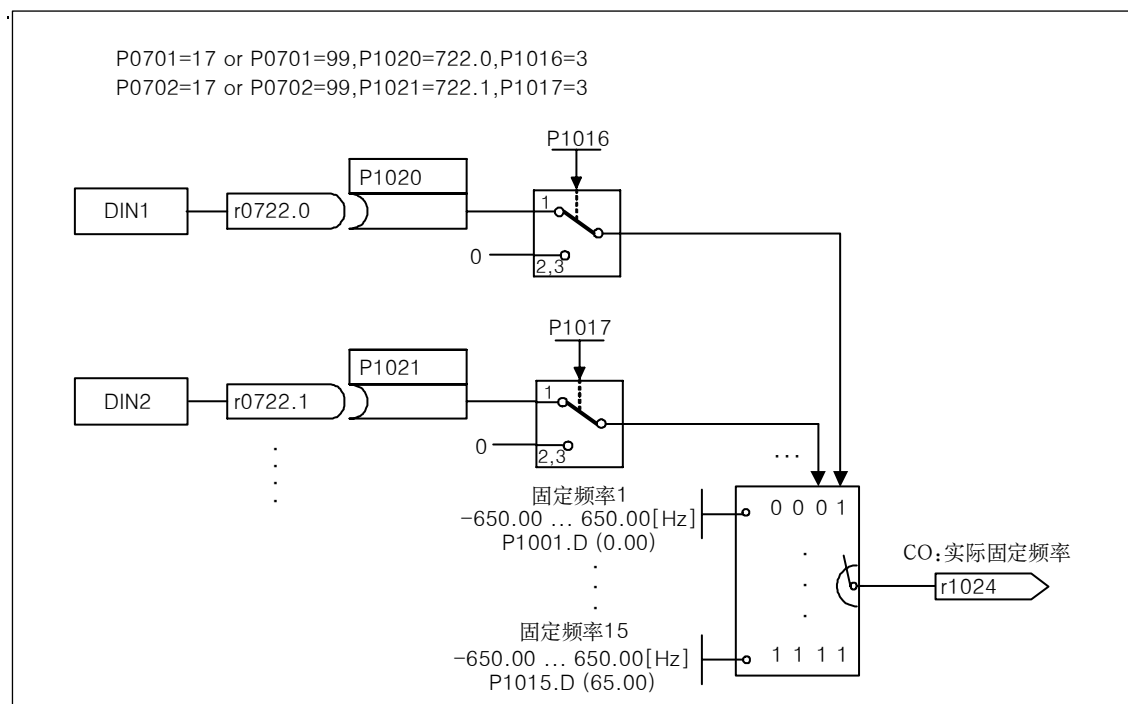 P0701=17 or P0701=99,P1020=722.0,P1016=3
P0702=17 or P0702=99,P1021=722.1,P1017=3
P1016
P1020
DIN1
r0722.0
1
0
2,3
P1017
P1021
DIN2
r0722.1
1
0
2,3
...
固定频率1
-650.00 ... 650.00[Hz]
P1001.D (0.00)
0 0 0 1
CO:实际固定频率
r1024
固定频率15
-650.00 ... 650.00[Hz]
P1015.D (65.00)
1 1 1 1